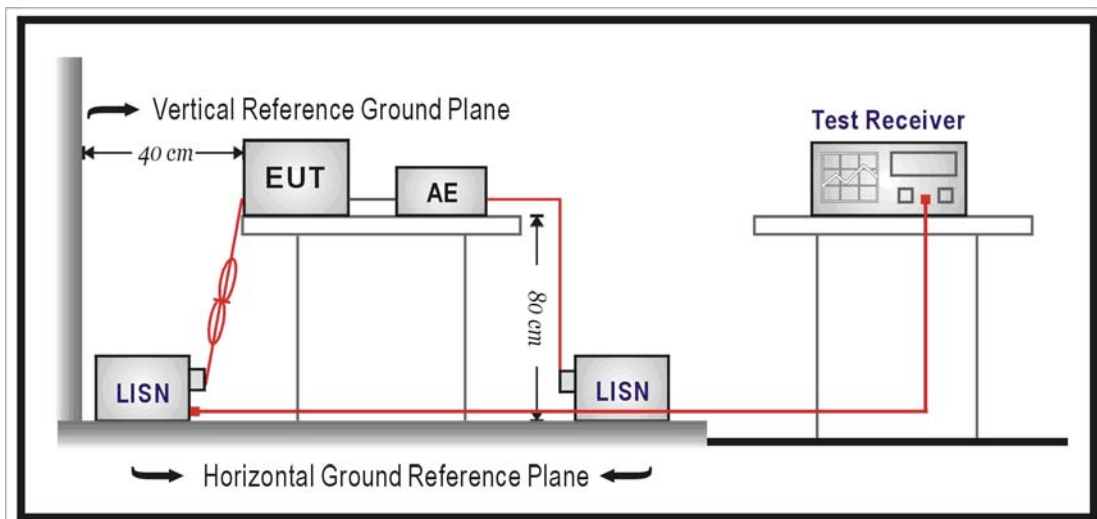 Vertical Reference Ground Plane
Test Receiver
40 cm
EUT
AE
80 cm
LISN
LISN
Horizontal Ground Reference Plane